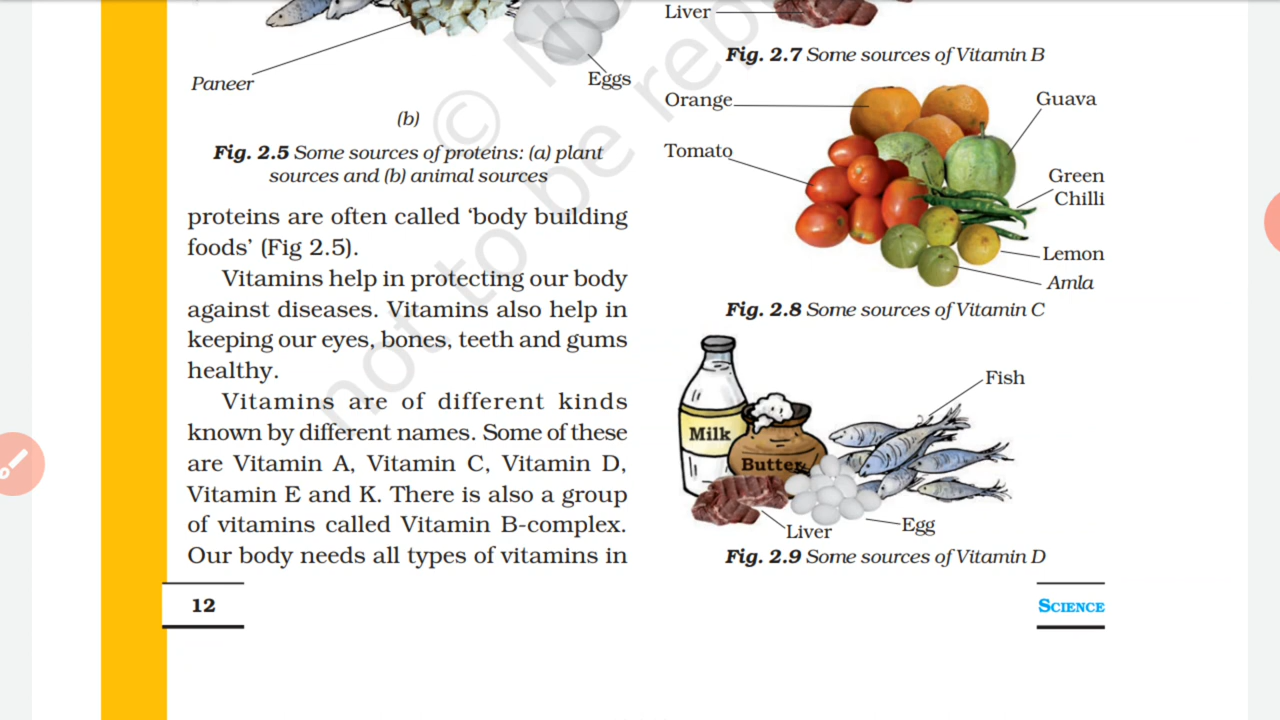 Paneer
Eggs
(b)
Fig. 2.5 Some sources of proteins: (a) plant
sources and (b) animal sources
proteins are often called ‘body building
foods’ (Fig 2.5).
Vitamins help in protecting our body
against diseases. Vitamins also help in
keeping our eyes, bones, teeth and gums
healthy.
Vitamins are of different kinds
known by different names. Some of these
are Vitamin A, Vitamin C, Vitamin D,
Vitamin E and K. There is also a group
of vitamins called Vitamin B-complex.
Our body needs all types of vitamins in
12
Liver
Fig. 2.7 Some sources of Vitamin B
Orange
Guava
Tomato
Green
Chilli
Lemon
Amla
Fig. 2.8 Some sources of Vitamin C
Fish
Milk
Butter
Liver
Egg
Fig. 2.9 Some sources of Vitamin D
SCIENCE
©
not to be